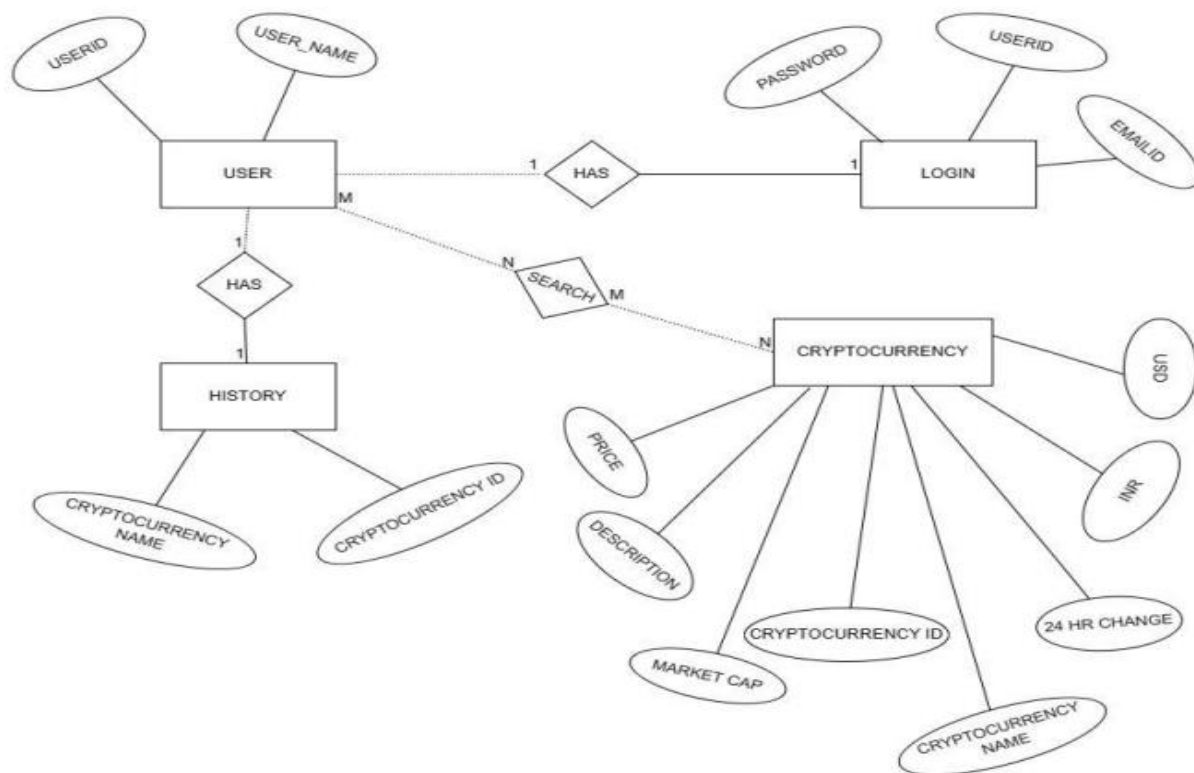 USERID
USER_NAME
PASSWORD
USERID
EMAILID
USER
1
HAS
1
LOGIN
M
1
HAS
N
SEARCH
M
1
N
CRYPTOCURRENCY
USD
HISTORY
PRICE
INR
CRYPTOCURRENCY
NAME
CRYPTOCURRENCY ID
DESCRIPTION
24 HR CHANGE
CRYPTOCURRENCY ID
MARKET CAP
CRYPTOCURRENCY
NAME